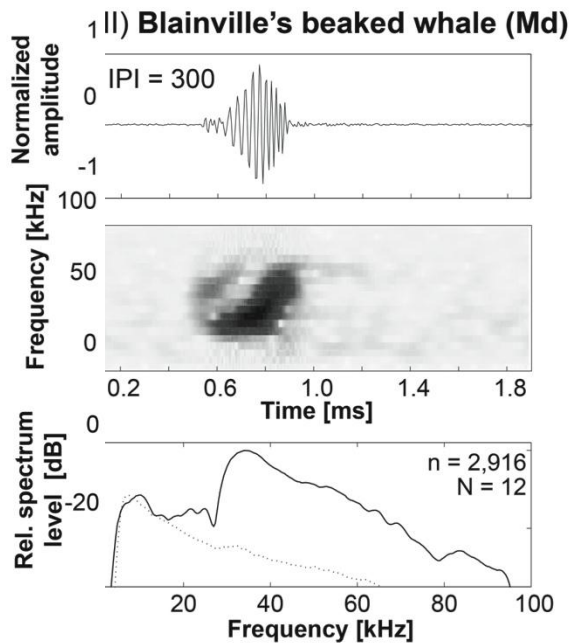 II) Blainville's beaked whale (Md)
1
0
-1
Normalized
amplitude
IPI = 300
100
50
0
Frequency [kHz]
0.2 0.6 1.0 1.4 1.8
Time [ms]
0
-20
Rel. spectrum
level [dB]
n = 2,916
N = 12
20 40 60 80 100
Frequency [kHz]